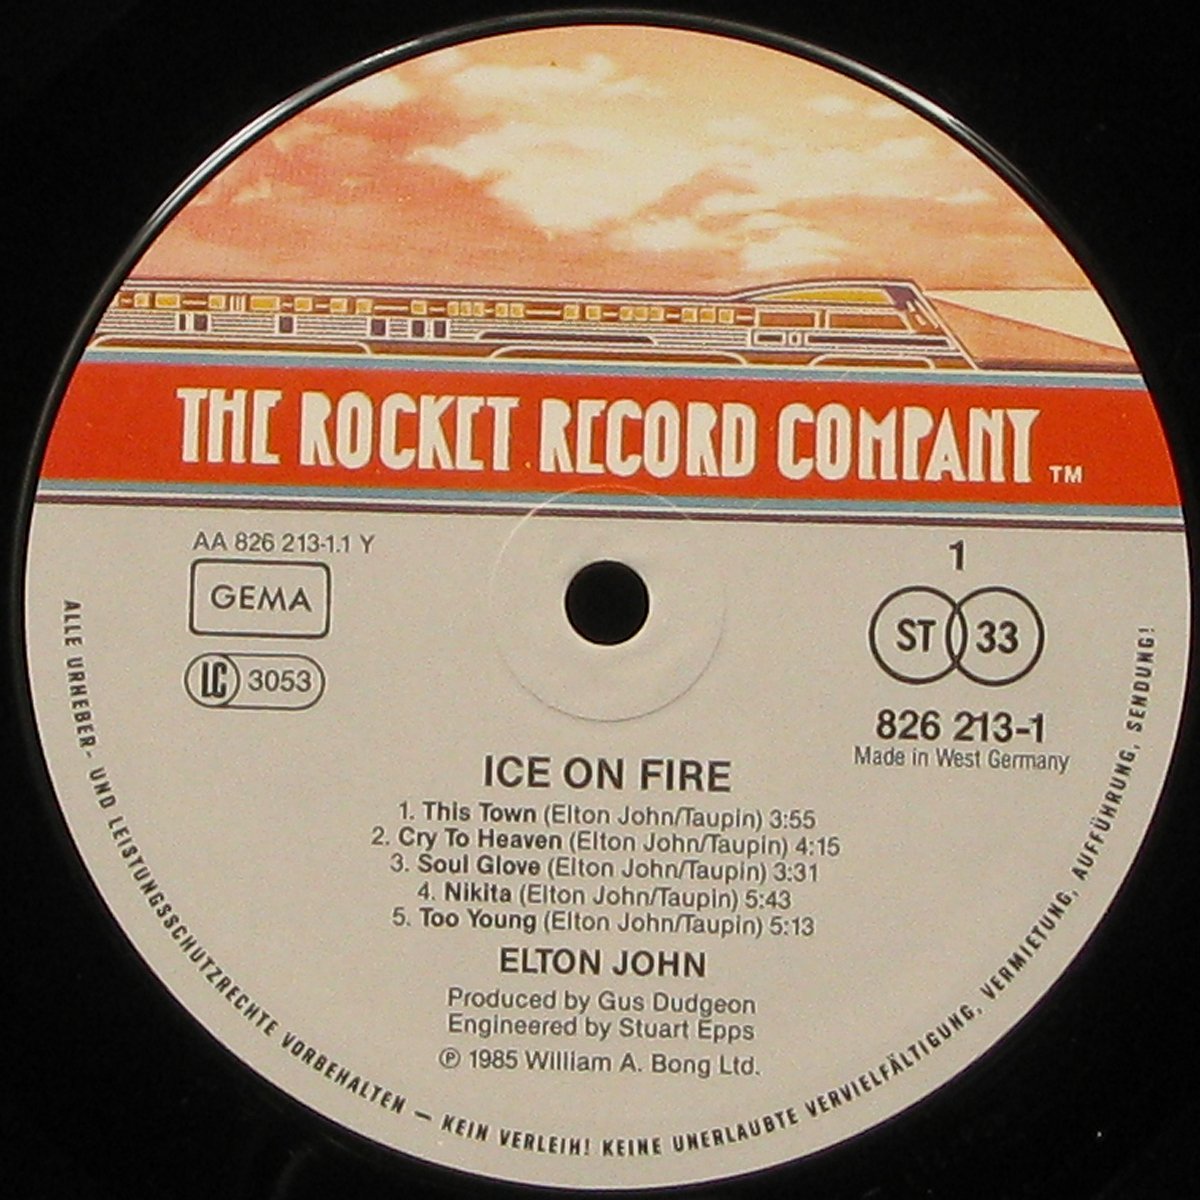 THE ROCKET RECORD COMPANY TM
AA 826 213-1.1 Y
GEMA
LC 3053
1
ST 33
826 213-1
Made in West Germany
ICE ON FIRE
1. This Town (Elton John/Taupin) 3:55
2. Cry To Heaven (Elton John/Taupin) 4:15
3. Soul Glove (Elton John/Taupin) 3:31
4. Nikita (Elton John/Taupin) 5:43
5. Too Young (Elton John/Taupin) 5:13
ELTON JOHN
Produced by Gus Dudgeon
Engineered by Stuart Epps
℗ 1985 William A. Bong Ltd.
ALLE URHEBER- UND LEISTUNGSSCHUTZRECHTE VORBEHALTEN – KEIN VERLEIH! KEINE UNERLAUBTE VERVIELFÄLTIGUNG, VERMIETUNG, AUFFÜHRUNG, SENDUNG!